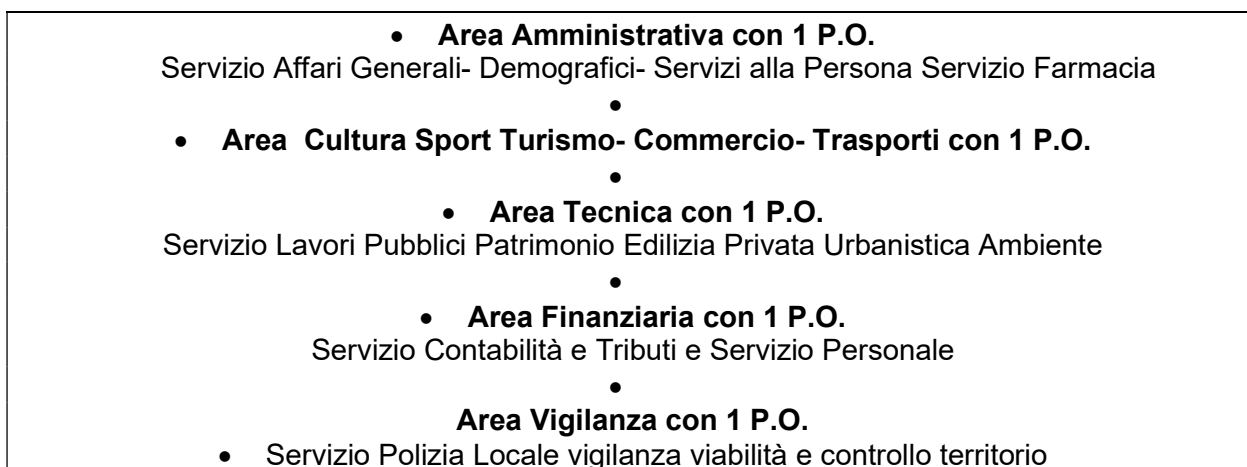 • Area Amministrativa con 1 P.O.
Servizio Affari Generali- Demografici- Servizi alla Persona Servizio Farmacia
•
• Area  Cultura Sport Turismo- Commercio- Trasporti con 1 P.O.
•
• Area Tecnica con 1 P.O.
Servizio Lavori Pubblici Patrimonio Edilizia Privata Urbanistica Ambiente
•
• Area Finanziaria con 1 P.O.
Servizio Contabilità e Tributi e Servizio Personale
•
Area Vigilanza con 1 P.O.
• Servizio Polizia Locale vigilanza viabilità e controllo territorio